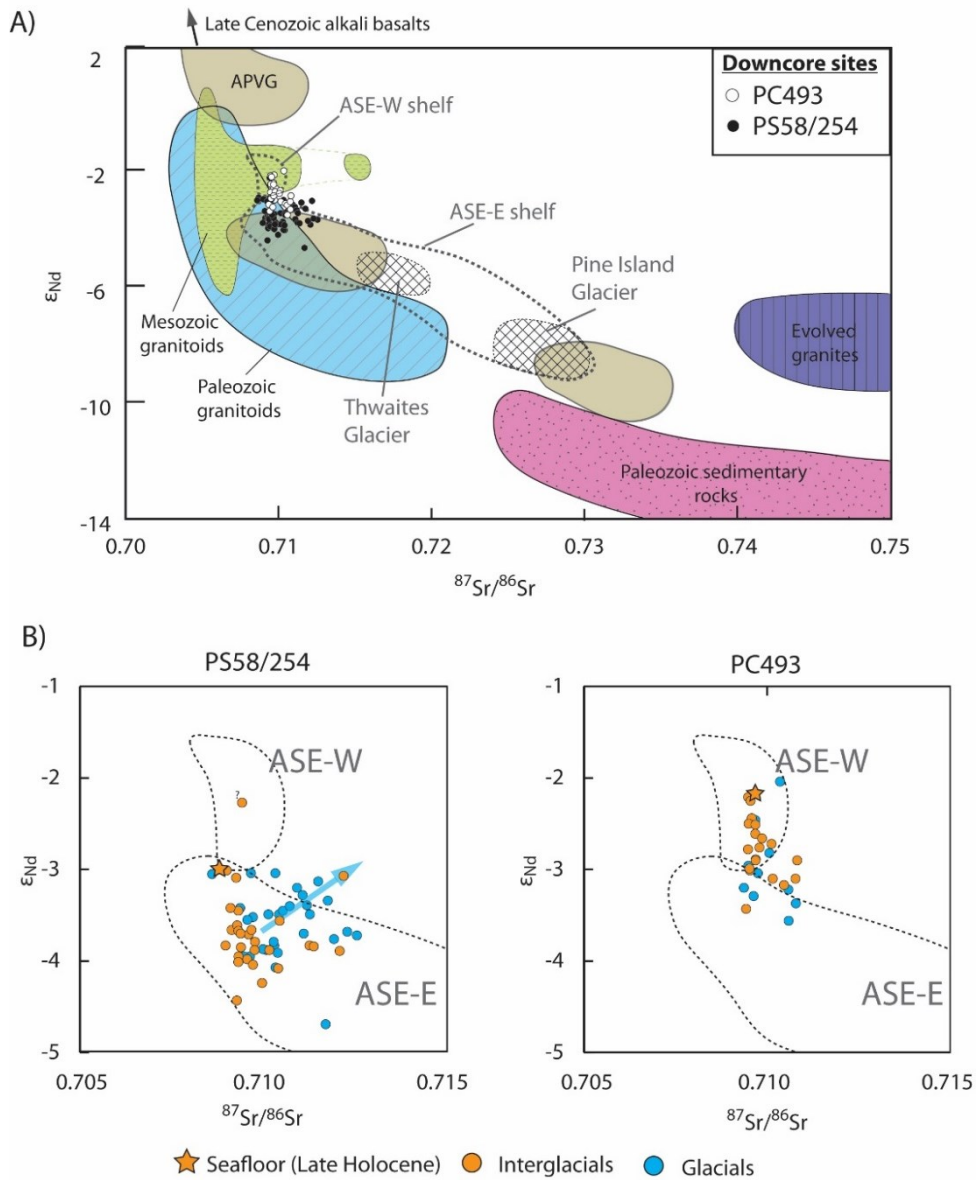 A)
Late Cenozoic alkali basalts
2
-2
-6
-10
-14
εNd
APVG
ASE-W shelf
Downcore sites
PC493
PS58/254
ASE-E shelf
Pine Island
Glacier
Mesozoic
granitoids
Paleozoic
granitoids
Thwaites
Glacier
Evolved
granites
Paleozoic sedimentary
rocks
0.70 0.71 0.72 0.73 0.74 0.75
⁸⁷Sr/⁸⁶Sr
B)
PS58/254
-1
-2
-3
-4
-5
εNd
ASE-W
?
ASE-E
0.705 0.710 0.715
⁸⁷Sr/⁸⁶Sr
PC493
-1
-2
-3
-4
-5
εNd
ASE-W
ASE-E
0.705 0.710 0.715
⁸⁷Sr/⁸⁶Sr
Seafloor (Late Holocene) Interglacials Glacials